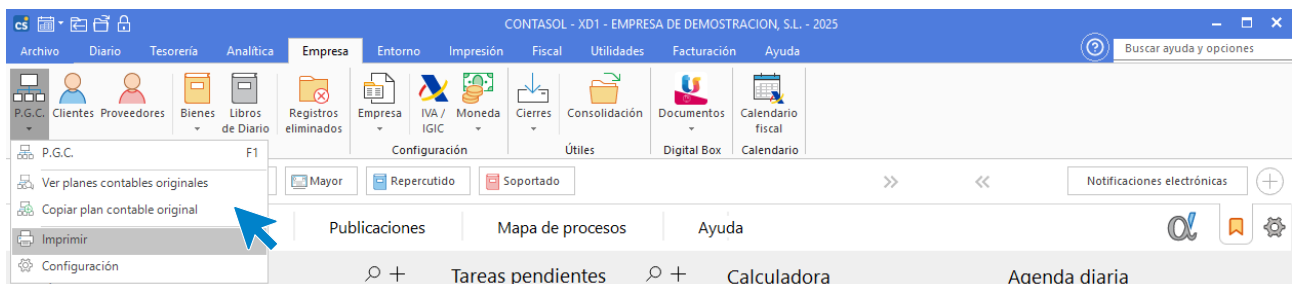 cs
CONTASOL - XD1 - EMPRESA DE DEMOSTRACION, S.L. - 2025
Archivo Diario Tesorería Analítica Empresa Entorno Impresión Fiscal Utilidades Facturación Ayuda Buscar ayuda y opciones
P.G.C. Clientes Proveedores Bienes Libros de Diario Registros eliminados Empresa IVA / IGIC Moneda Cierres Consolidación Documentos Calendario fiscal
Configuración Útiles Digital Box Calendario
P.G.C. F1
Mayor Repercutido Soportado Notificaciones electrónicas
Ver planes contables originales
Copiar plan contable original
Publicaciones Mapa de procesos Ayuda
Imprimir
Configuración
Tareas pendientes Calculadora Agenda diaria